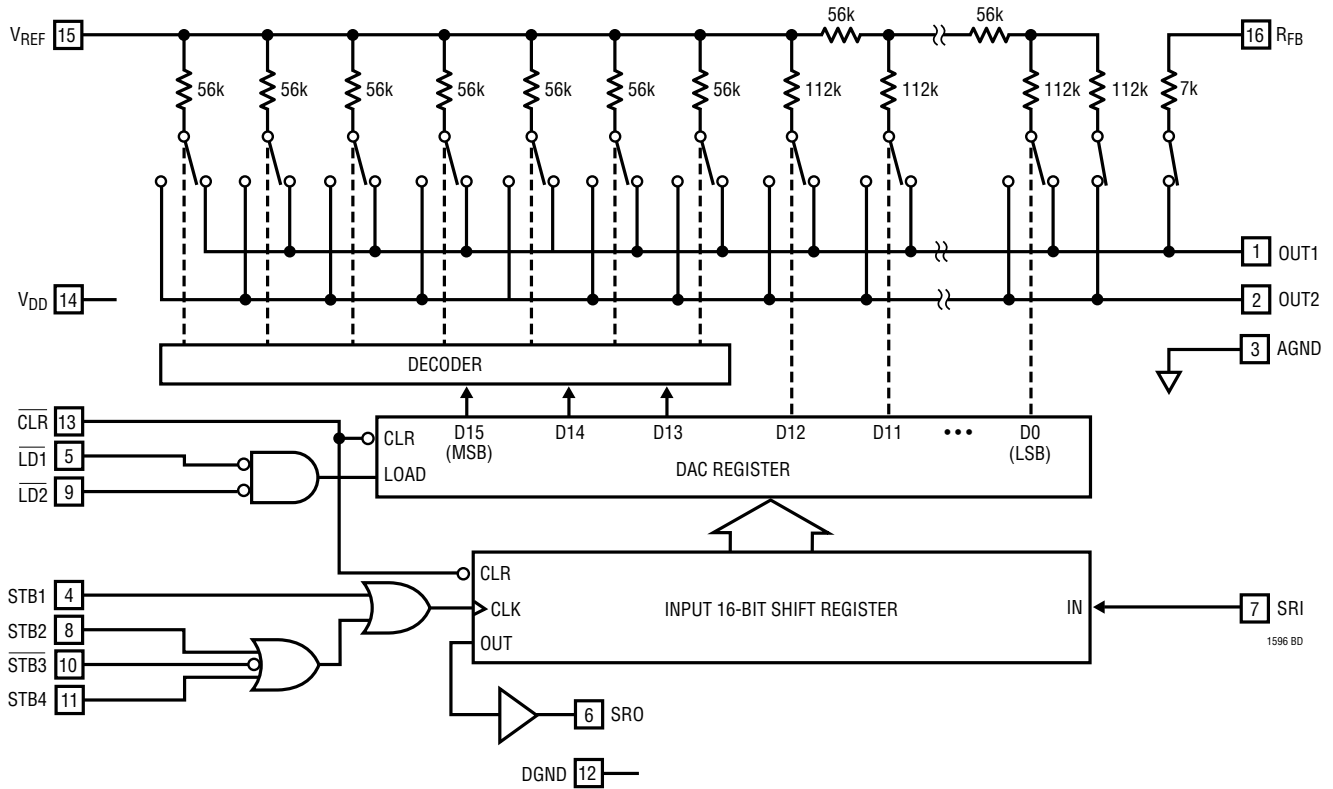 56k 56k
VREF 15 16 RFB
56k 56k 56k 56k 56k 56k 56k 112k 112k 112k 112k 7k
1 OUT1
VDD 14 2 OUT2
3 AGND
DECODER
CLR 13
CLR D15 D14 D13 D12 D11 ••• D0
(MSB) (LSB)
LD1 5
LOAD DAC REGISTER
LD2 9
CLR
STB1 4 CLK INPUT 16-BIT SHIFT REGISTER IN 7 SRI
STB2 8 OUT 1596 BD
STB3 10
STB4 11
6 SRO
DGND 12